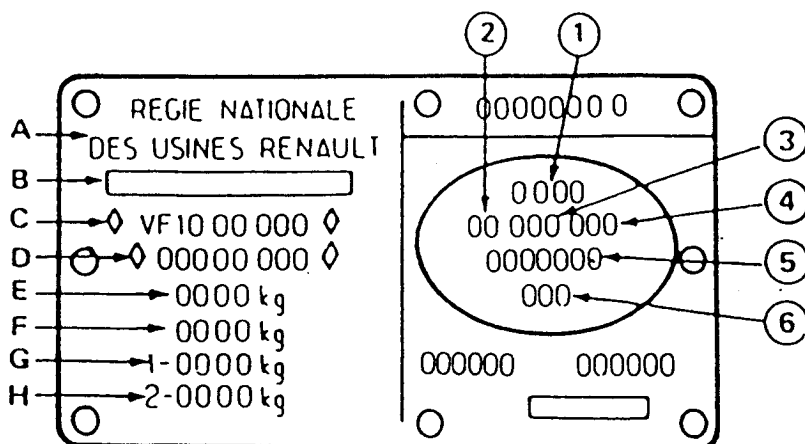 2 1
A REGIE NATIONALE 00000000
DES USINES RENAULT 3
B 0000
C ◊ VF10 00 000 ◊ 00 000 000 4
D ◊ 00000 000 ◊ 0000000 5
E 0000 kg 000
F 0000 kg 6
G 1-0000 kg 000000 000000
H 2-0000 kg